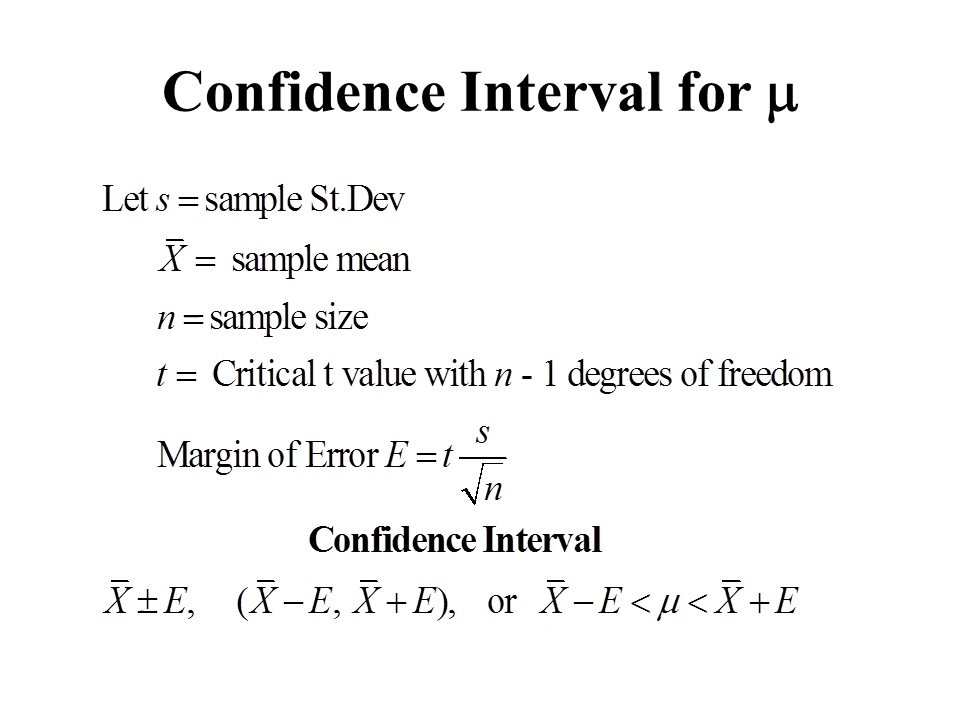 Confidence Interval for μ
Let s = sample St.Dev
X̄ = sample mean
n = sample size
t = Critical t value with n - 1 degrees of freedom
Margin of Error E = t s/√n
Confidence Interval
X̄ ± E, (X̄ − E, X̄ + E), or X̄ − E < μ < X̄ + E